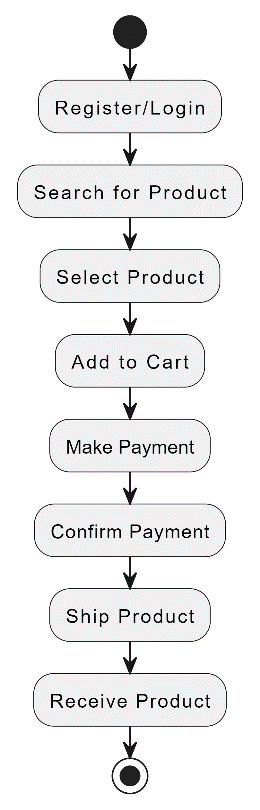 Register/Login
Search for Product
Select Product
Add to Cart
Make Payment
Confirm Payment
Ship Product
Receive Product